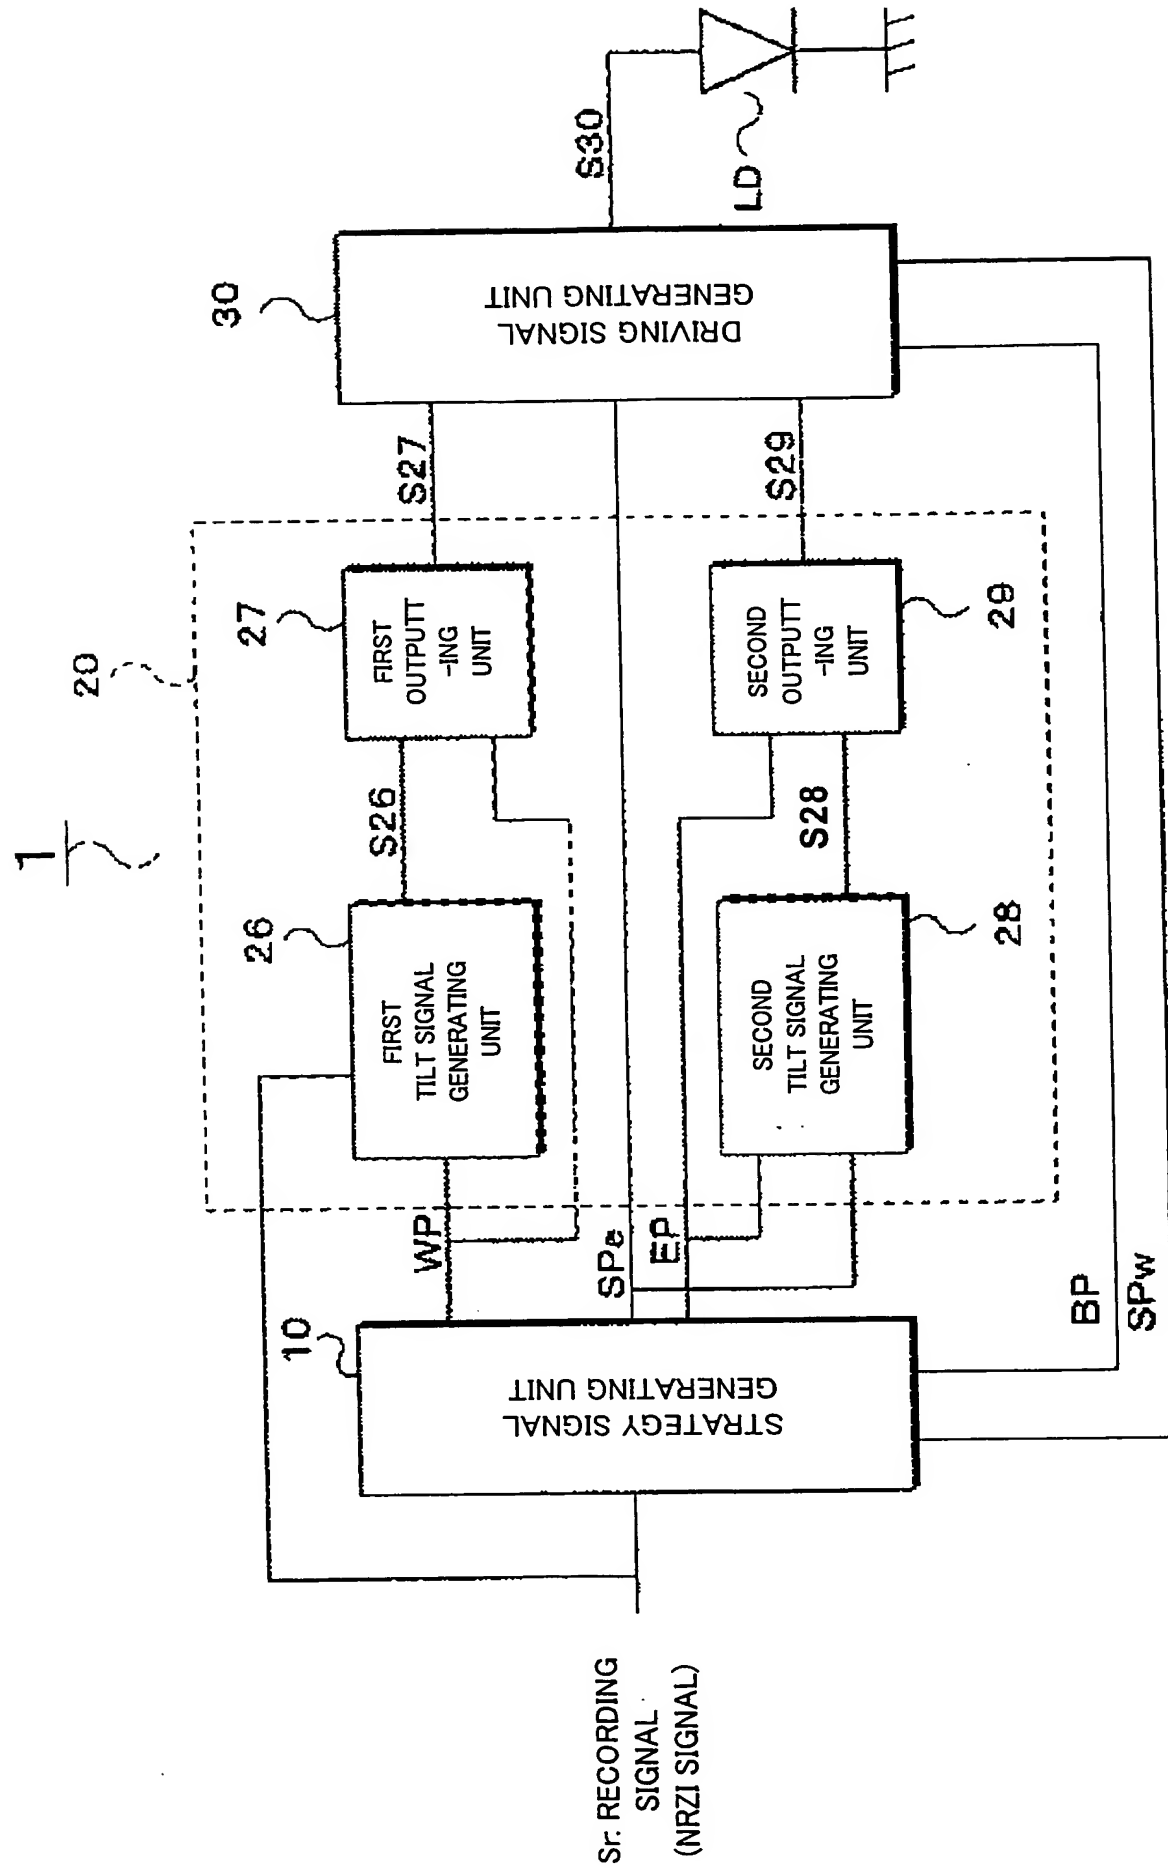 1
20
Sr: RECORDING
SIGNAL
(NRZI SIGNAL)
10
STRATEGY SIGNAL
GENERATING UNIT
WP
SPe
EP
BP
SPw
26
FIRST
TILT SIGNAL
GENERATING
UNIT
S26
27
FIRST
OUTPUTT
-ING
UNIT
S27
SECOND
TILT SIGNAL
GENERATING
UNIT
28
S28
SECOND
OUTPUTT
-ING
UNIT
29
S29
30
DRIVING SIGNAL
GENERATING UNIT
S30
LD